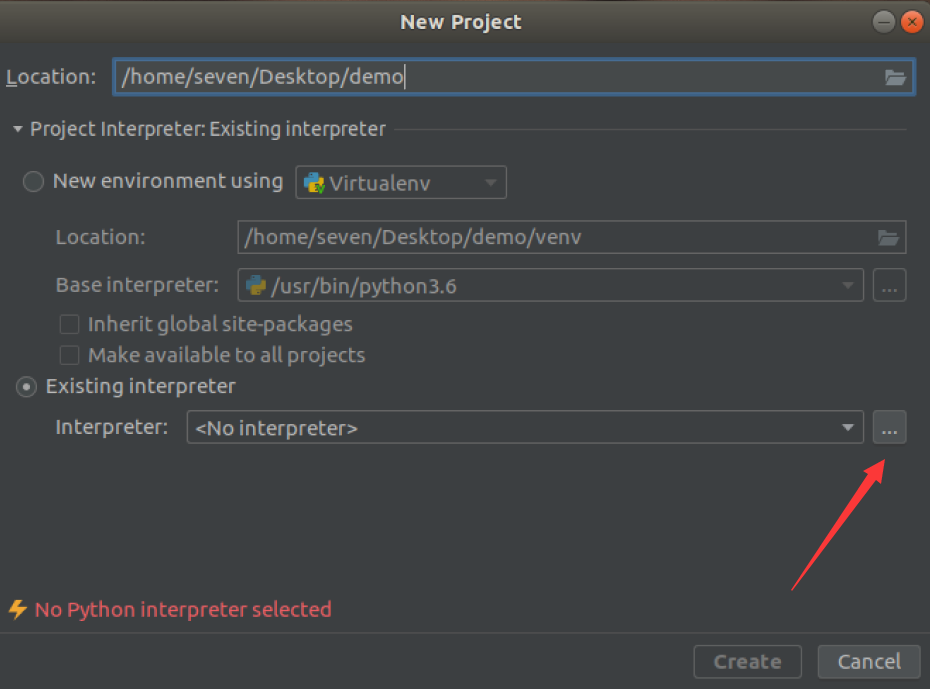 New Project
Location: /home/seven/Desktop/demo
Project Interpreter: Existing interpreter
New environment using Virtualenv
Location: /home/seven/Desktop/demo/venv
Base interpreter: /usr/bin/python3.6 ...
Inherit global site-packages
Make available to all projects
Existing interpreter
Interpreter: <No interpreter> ...
No Python interpreter selected
Create Cancel